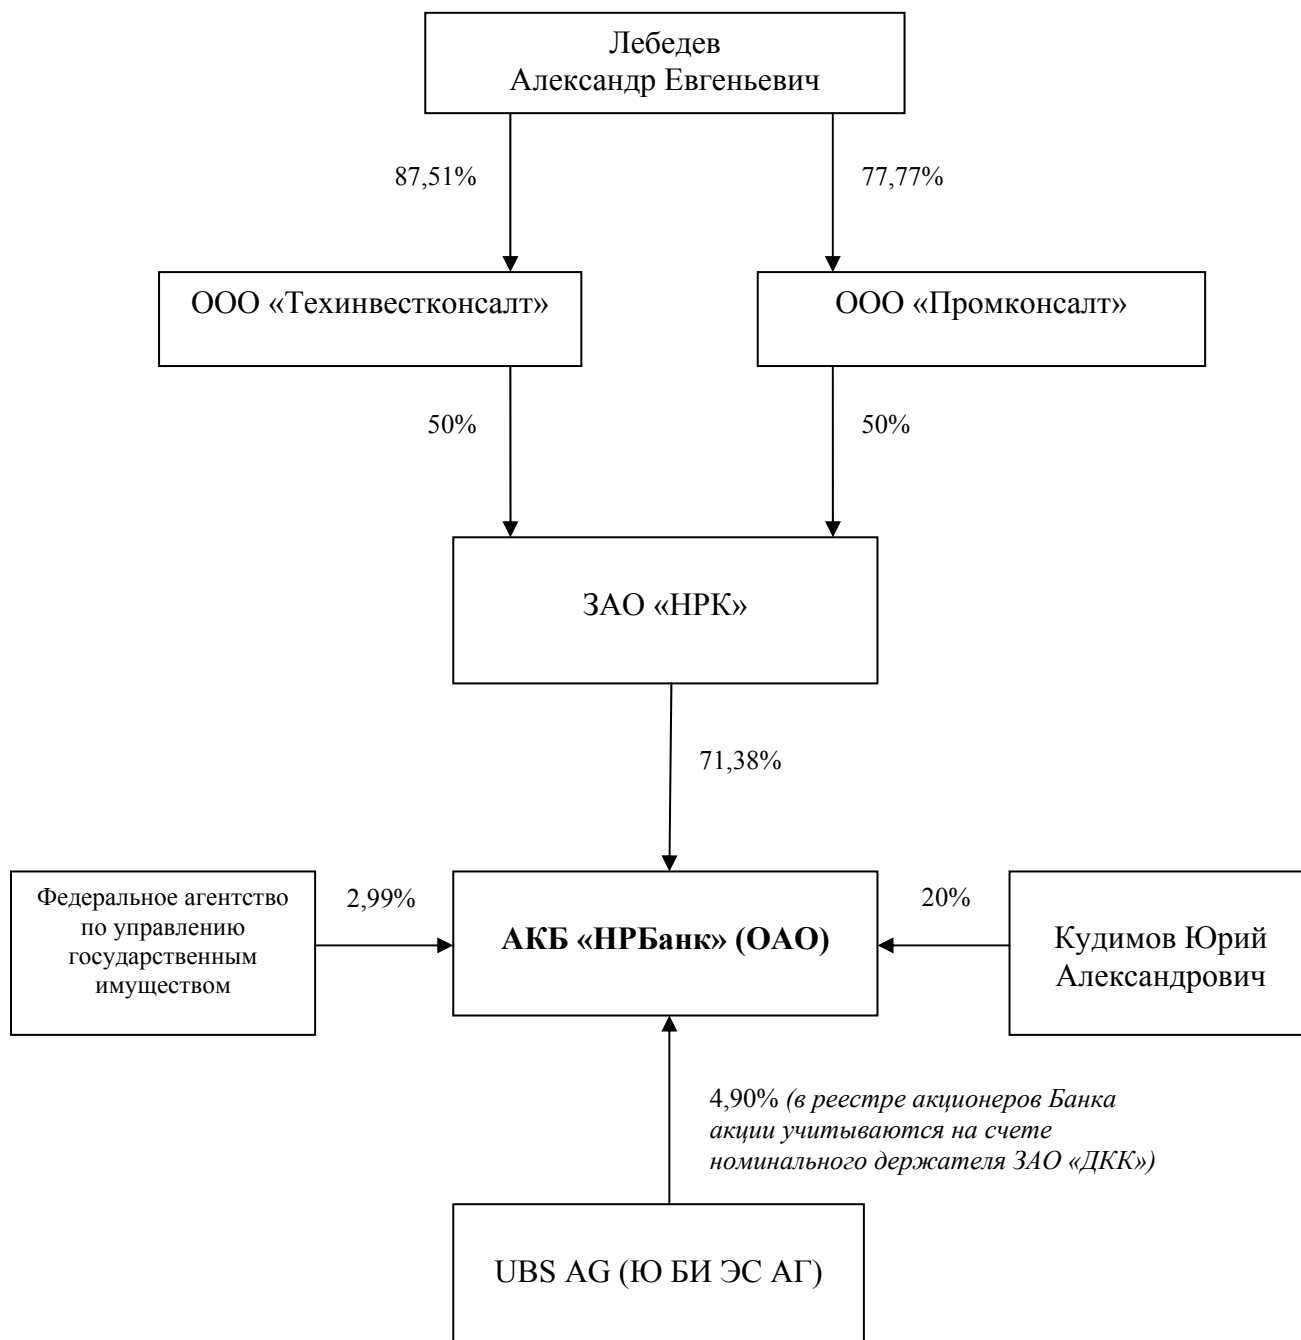 Лебедев
Александр Евгеньевич
87,51%
77,77%
ООО «Техинвестконсалт»
ООО «Промконсалт»
50%
50%
ЗАО «НРК»
71,38%
Федеральное агентство
по управлению
государственным
имуществом
2,99%
АКБ «НРБанк» (ОАО)
20%
Кудимов Юрий
Александрович
4,90% (в реестре акционеров Банка
акции учитываются на счете
номинального держателя ЗАО «ДКК»)
UBS AG (Ю БИ ЭС АГ)